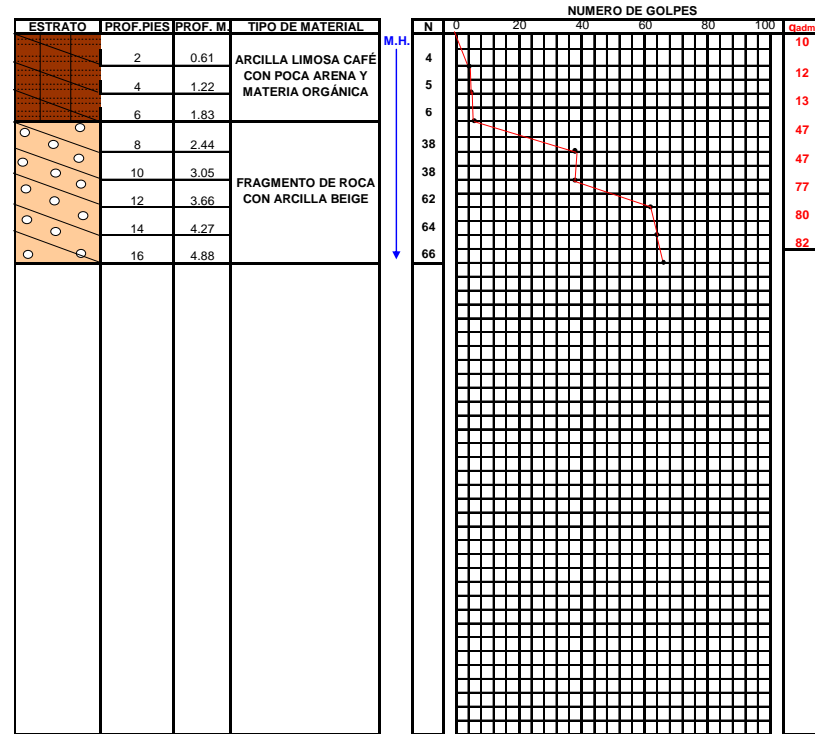 NUMERO DE GOLPES
ESTRATO PROF.PIES PROF. M. TIPO DE MATERIAL N 0 20 40 60 80 100 qadm
M.H.
10
2 0.61 ARCILLA LIMOSA CAFÉ 4
CON POCA ARENA Y 12
4 1.22 MATERIA ORGÁNICA 5
13
6 1.83 6
47
8 2.44 38
47
10 3.05 FRAGMENTO DE ROCA 38
77
12 3.66 CON ARCILLA BEIGE 62
80
14 4.27 64
82
16 4.88 66